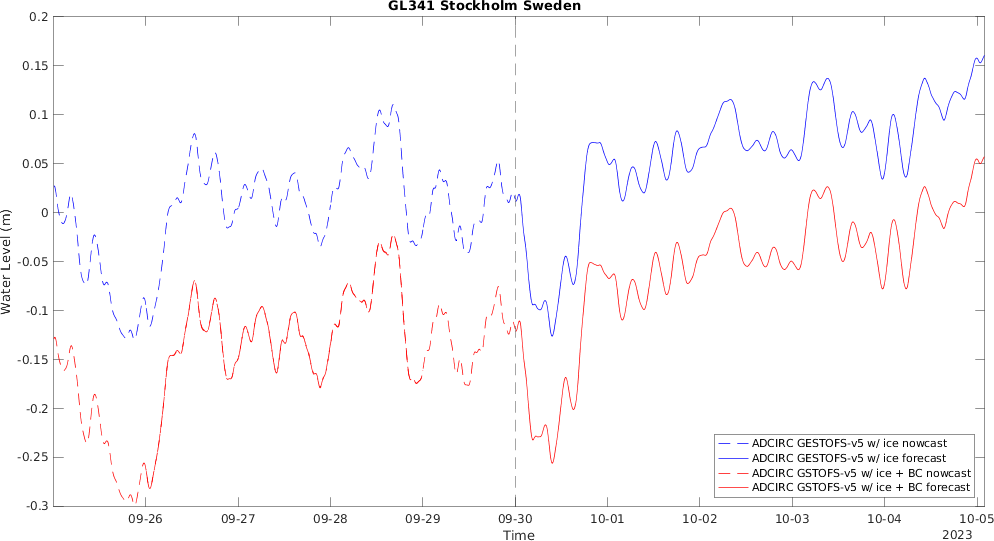 GL341 Stockholm Sweden
0.2
0.15
0.1
0.05
0
-0.05
-0.1
-0.15
-0.2
-0.25
-0.3
Water Level (m)
ADCIRC GESTOFS-v5 w/ ice nowcast
ADCIRC GESTOFS-v5 w/ ice forecast
ADCIRC GSTOFS-v5 w/ ice + BC nowcast
ADCIRC GSTOFS-v5 w/ ice + BC forecast
09-26 09-27 09-28 09-29 09-30 10-01 10-02 10-03 10-04 10-05
Time
2023